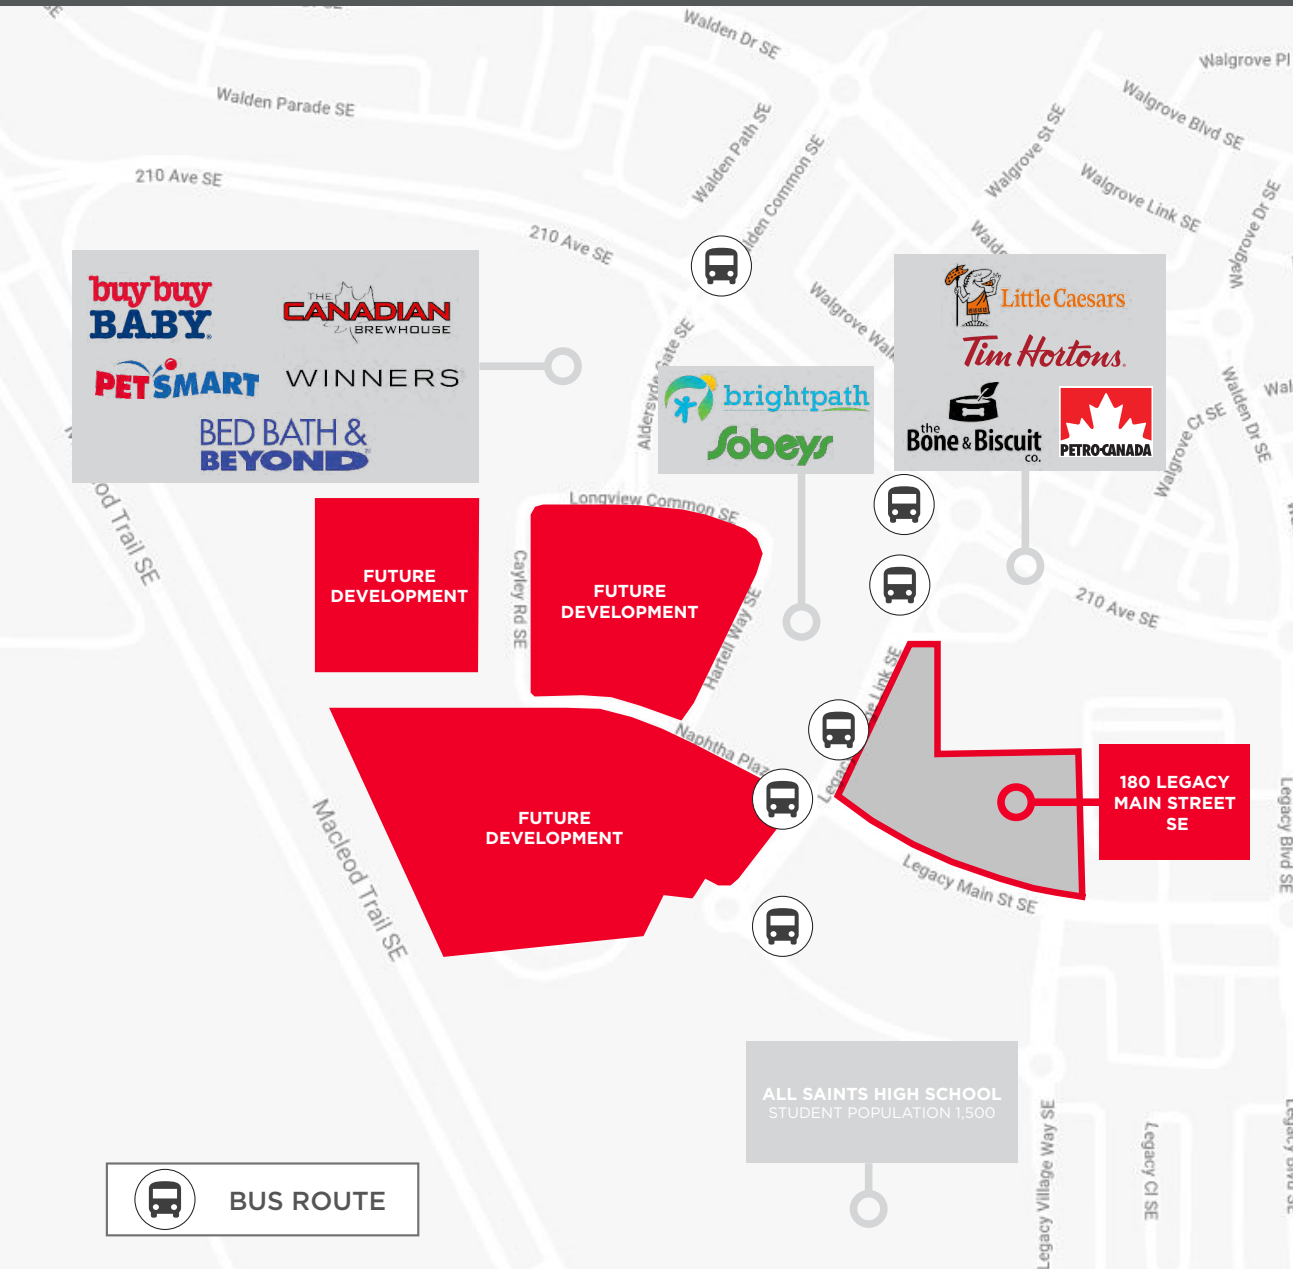 Walden Dr SE
Walgrove Pl
Walden Parade SE
Walgrove Blvd SE
Walden Path SE
Walgrove St SE
210 Ave SE
Walgrove Link SE
Walgrove Dr SE
210 Ave SE
buy buy
BABY
THE
CANADIAN
BREWHOUSE
PETSMART
WINNERS
BED BATH &
BEYOND
Little Caesars
Tim Hortons
the
Bone & Biscuit
co.
PETRO-CANADA
brightpath
Sobeys
Walden Dr SE
Walgrove Ct SE
Longview Common SE
Cayley Rd SE
Hartell Way SE
FUTURE
DEVELOPMENT
FUTURE
DEVELOPMENT
210 Ave SE
FUTURE
DEVELOPMENT
180 LEGACY
MAIN STREET
SE
Macleod Trail SE
Legacy Main St SE
Legacy Blvd SE
ALL SAINTS HIGH SCHOOL
STUDENT POPULATION 1,500
Legacy Village Way SE
Legacy Cl SE
BUS ROUTE